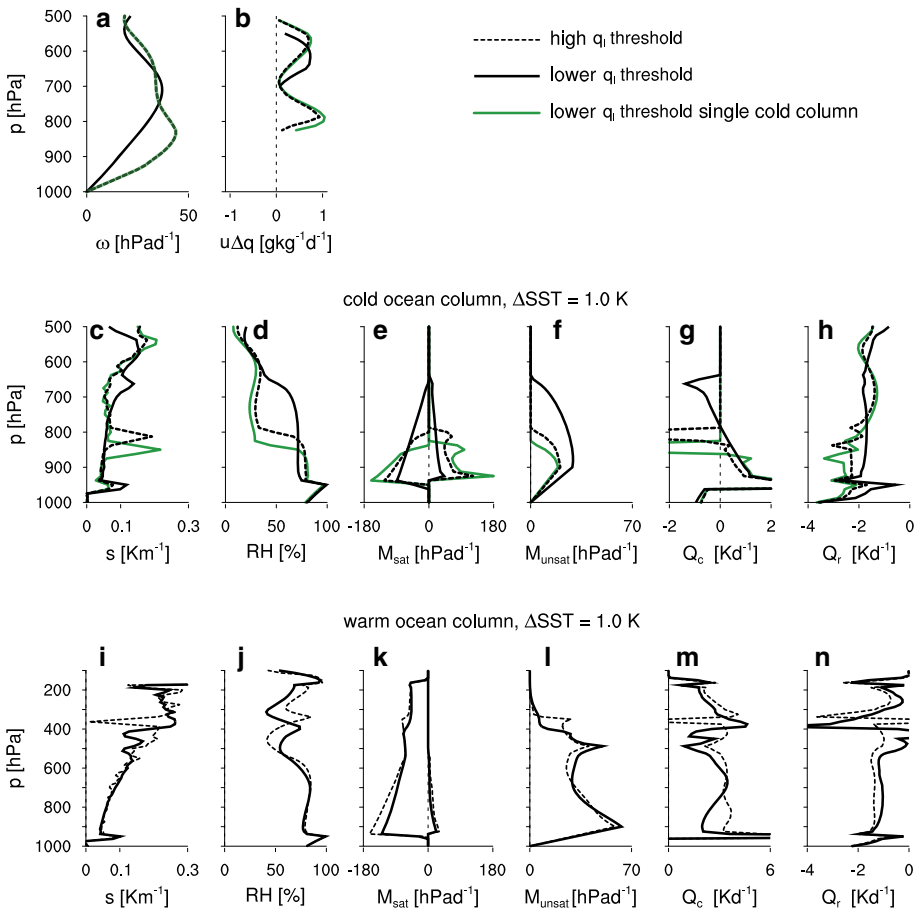 a b
500
600
700
800
900
1000
p [hPa]
0 50
ω [hPad⁻¹]
-1 0 1
uΔq [gkg⁻¹d⁻¹]
high qₗ threshold
lower qₗ threshold
lower qₗ threshold single cold column
cold ocean column, ΔSST = 1.0 K
c d e f g h
500
600
700
800
900
1000
p [hPa]
0 0.1 0.3
s [Km⁻¹]
0 50 100
RH [%]
-180 0 180
M_sat [hPad⁻¹]
0 70
M_unsat [hPad⁻¹]
-2 0 2
Q_c [Kd⁻¹]
-4 -2 0
Q_r [Kd⁻¹]
warm ocean column, ΔSST = 1.0 K
i j k l m n
200
400
600
800
1000
p [hPa]
0 0.1 0.3
s [Km⁻¹]
0 50 100
RH [%]
-180 0 180
M_sat [hPad⁻¹]
0 70
M_unsat [hPad⁻¹]
0 2 4 6
Q_c [Kd⁻¹]
-4 -2 0
Q_r [Kd⁻¹]